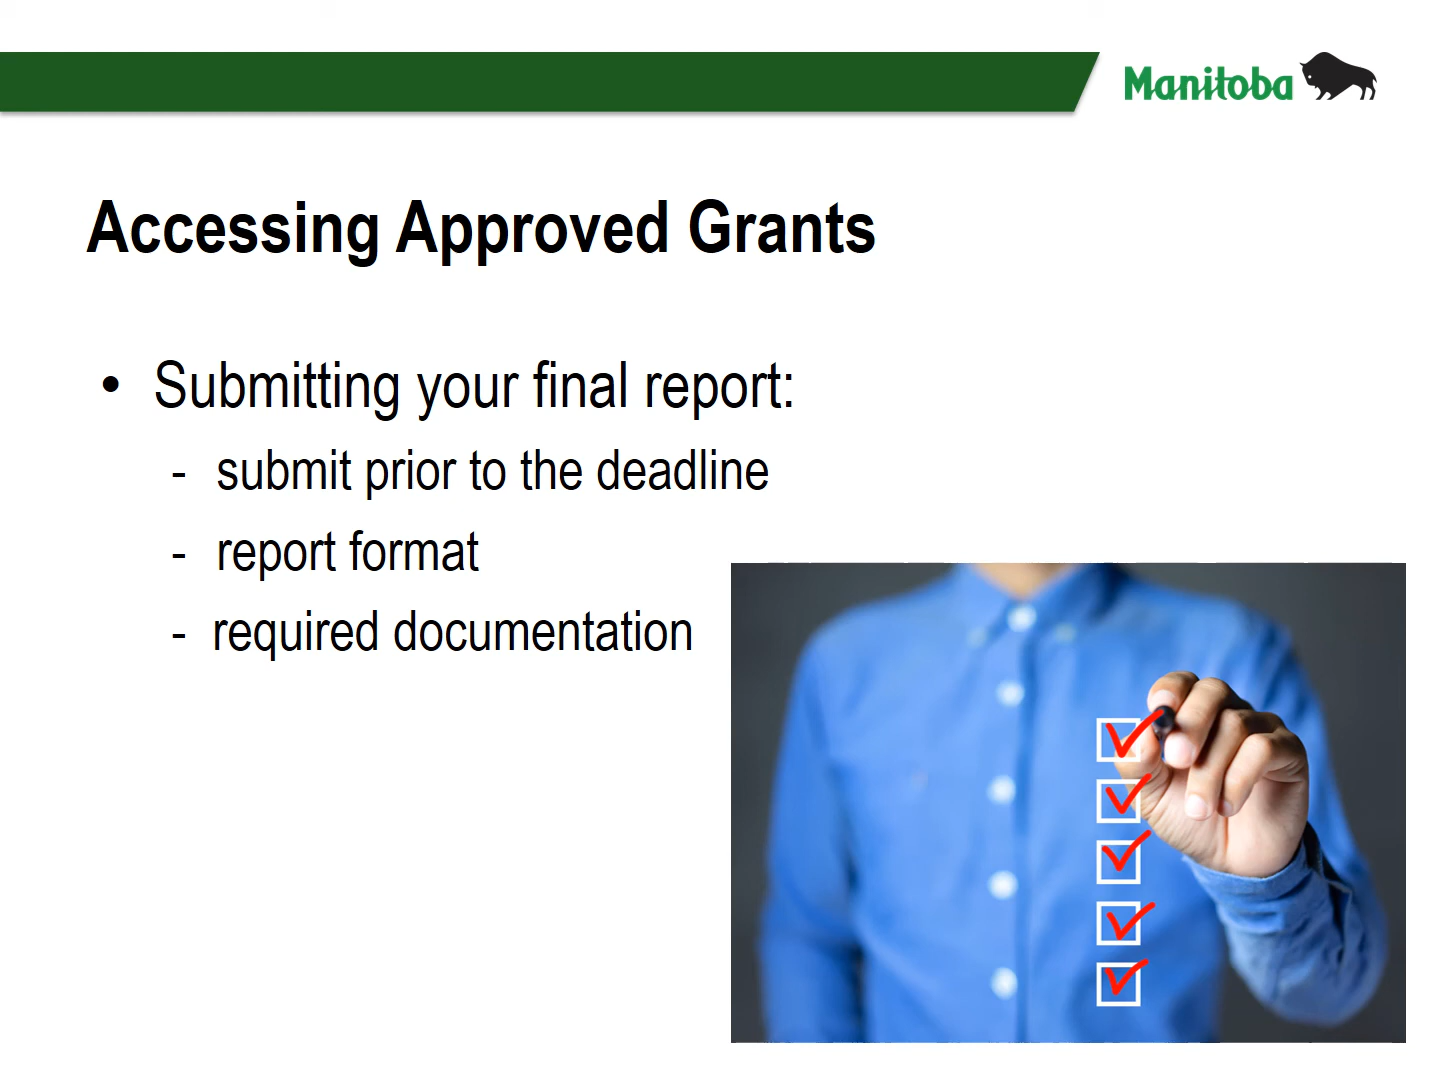 Manitoba
Accessing Approved Grants
• Submitting your final report:
- submit prior to the deadline
- report format
- required documentation